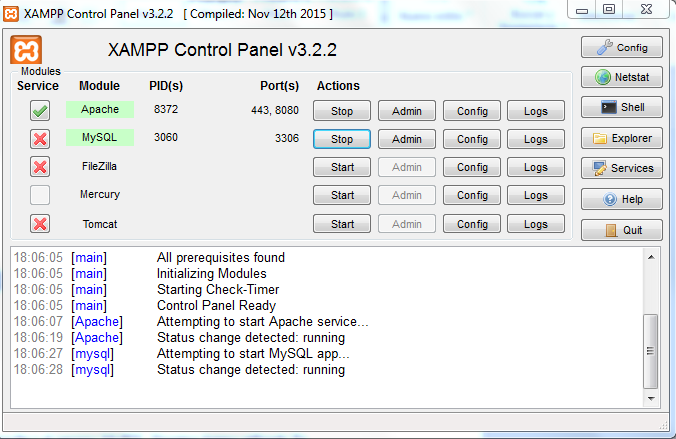 XAMPP Control Panel v3.2.2 [ Compiled: Nov 12th 2015 ]
XAMPP Control Panel v3.2.2
Config
Modules
Service Module PID(s) Port(s) Actions
Netstat
Apache 8372 443, 8080 Stop Admin Config Logs
Shell
MySQL 3060 3306 Stop Admin Config Logs
Explorer
FileZilla Start Admin Config Logs
Services
Mercury Start Admin Config Logs
Help
Tomcat Start Admin Config Logs
Quit
18:06:05 [main] All prerequisites found
18:06:05 [main] Initializing Modules
18:06:05 [main] Starting Check-Timer
18:06:05 [main] Control Panel Ready
18:06:07 [Apache] Attempting to start Apache service...
18:06:19 [Apache] Status change detected: running
18:06:27 [mysql] Attempting to start MySQL app...
18:06:28 [mysql] Status change detected: running